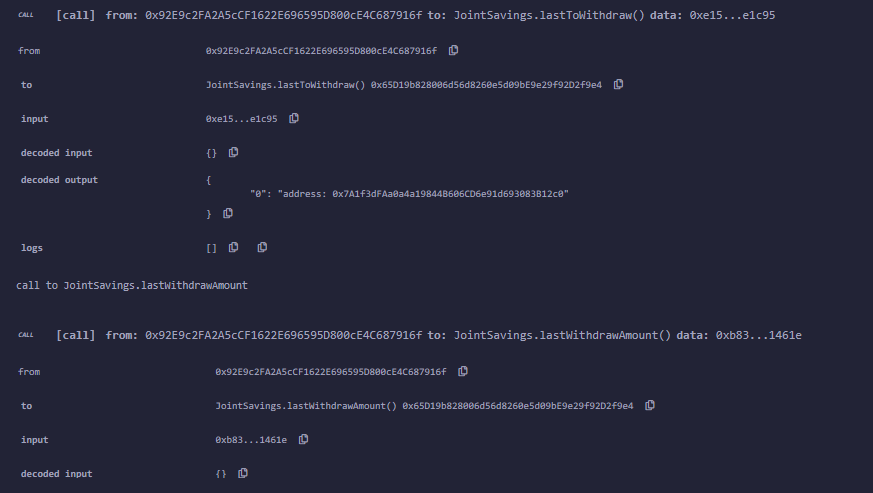 CALL [call] from: 0x92E9c2FA2A5cCF1622E696595D800cE4C687916f to: JointSavings.lastToWithdraw() data: 0xe15...e1c95
from 0x92E9c2FA2A5cCF1622E696595D800cE4C687916f
to JointSavings.lastToWithdraw() 0x65D19b828006d56d8260e5d09bE9e29f92D2f9e4
input 0xe15...e1c95
decoded input {}
decoded output {
"0": "address: 0x7A1f3dFAa0a4a19844B606CD6e91d693083B12c0"
}
logs []
call to JointSavings.lastWithdrawAmount
CALL [call] from: 0x92E9c2FA2A5cCF1622E696595D800cE4C687916f to: JointSavings.lastWithdrawAmount() data: 0xb83...1461e
from 0x92E9c2FA2A5cCF1622E696595D800cE4C687916f
to JointSavings.lastWithdrawAmount() 0x65D19b828006d56d8260e5d09bE9e29f92D2f9e4
input 0xb83...1461e
decoded input {}